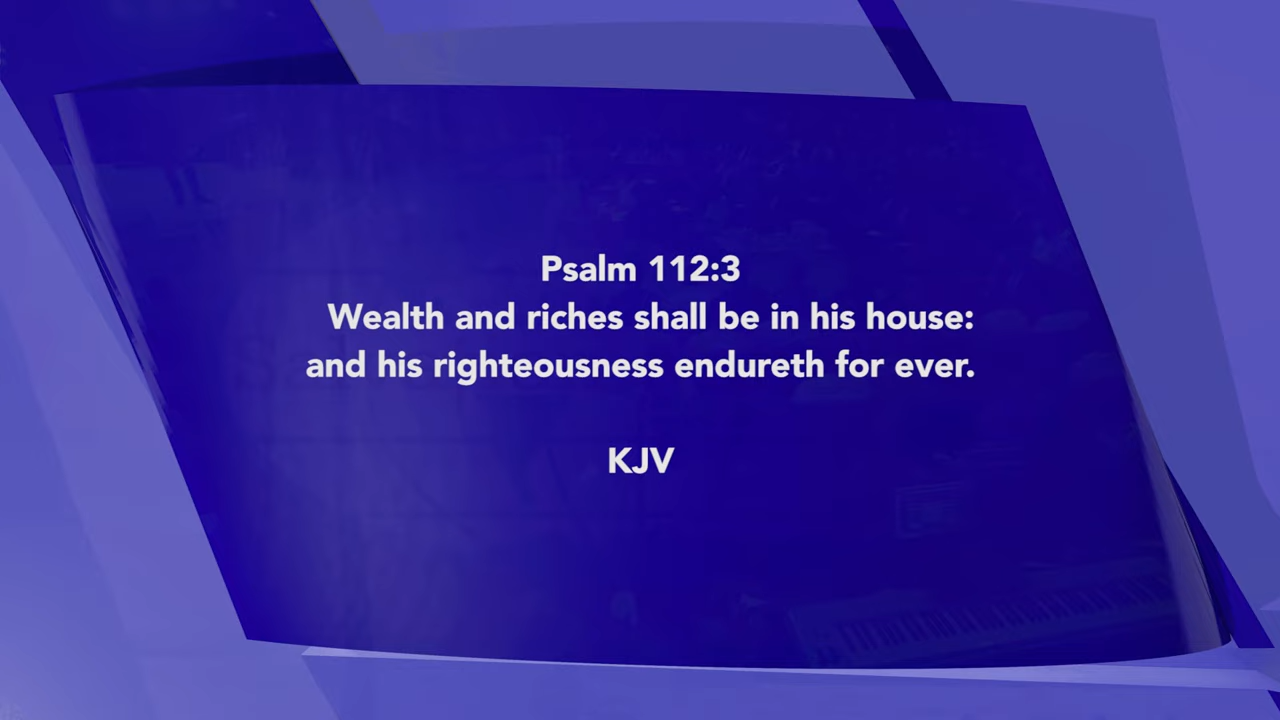 Psalm 112:3
Wealth and riches shall be in his house:
and his righteousness endureth for ever.
KJV